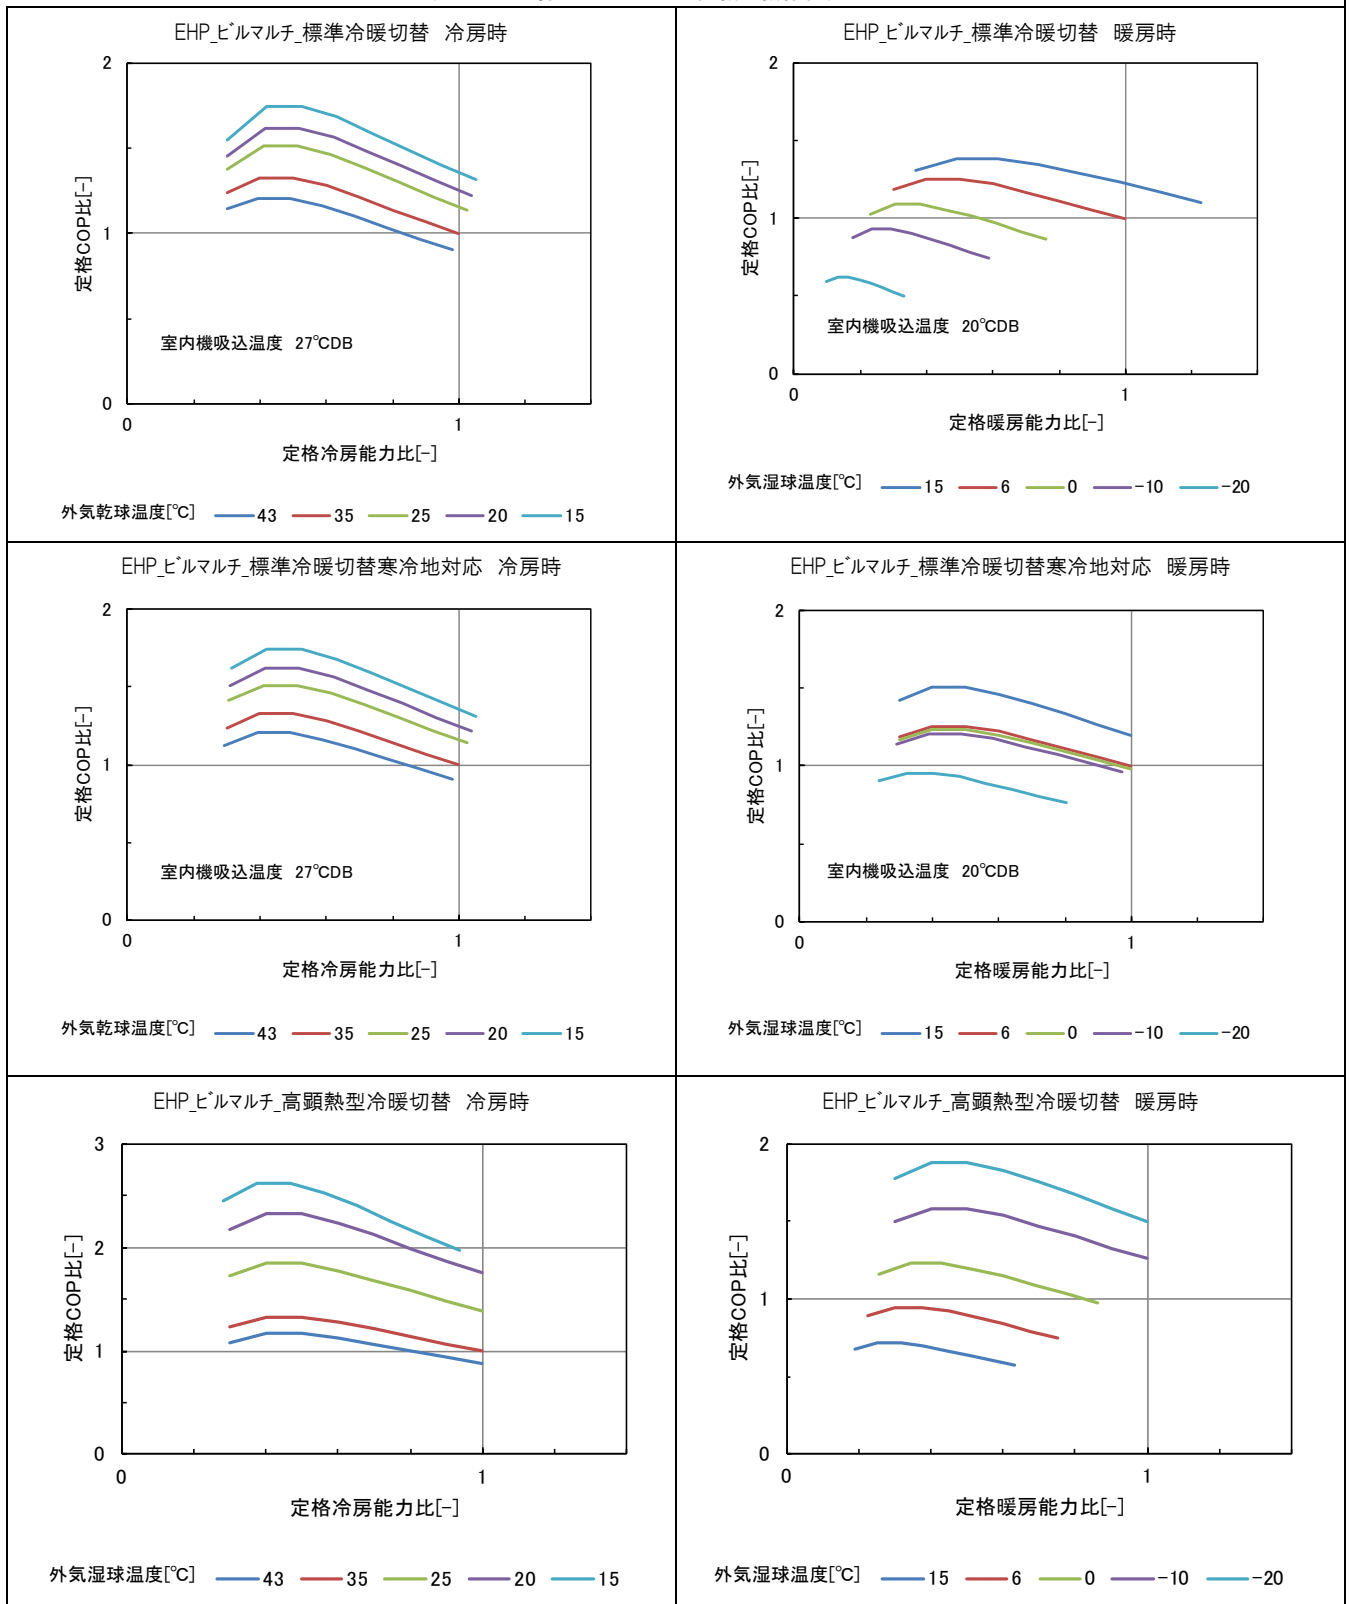 EHP_ビルマルチ_標準冷暖切替 冷房時
2
1
0
定格COP比[-]
室内機吸込温度 27℃DB
0
1
定格冷房能力比[-]
外気乾球温度[℃] 43 35 25 20 15
EHP_ビルマルチ_標準冷暖切替 暖房時
2
1
0
定格COP比[-]
室内機吸込温度 20℃DB
0
1
定格暖房能力比[-]
外気湿球温度[℃] 15 6 0 -10 -20
EHP_ビルマルチ_標準冷暖切替寒冷地対応 冷房時
2
1
0
定格COP比[-]
室内機吸込温度 27℃DB
0
1
定格冷房能力比[-]
外気乾球温度[℃] 43 35 25 20 15
EHP_ビルマルチ_標準冷暖切替寒冷地対応 暖房時
2
1
0
定格COP比[-]
室内機吸込温度 20℃DB
0
1
定格暖房能力比[-]
外気湿球温度[℃] 15 6 0 -10 -20
EHP_ビルマルチ_高顕熱型冷暖切替 冷房時
3
2
1
0
定格COP比[-]
0
1
定格冷房能力比[-]
外気湿球温度[℃] 43 35 25 20 15
EHP_ビルマルチ_高顕熱型冷暖切替 暖房時
2
1
0
定格COP比[-]
0
1
定格暖房能力比[-]
外気湿球温度[℃] 15 6 0 -10 -20